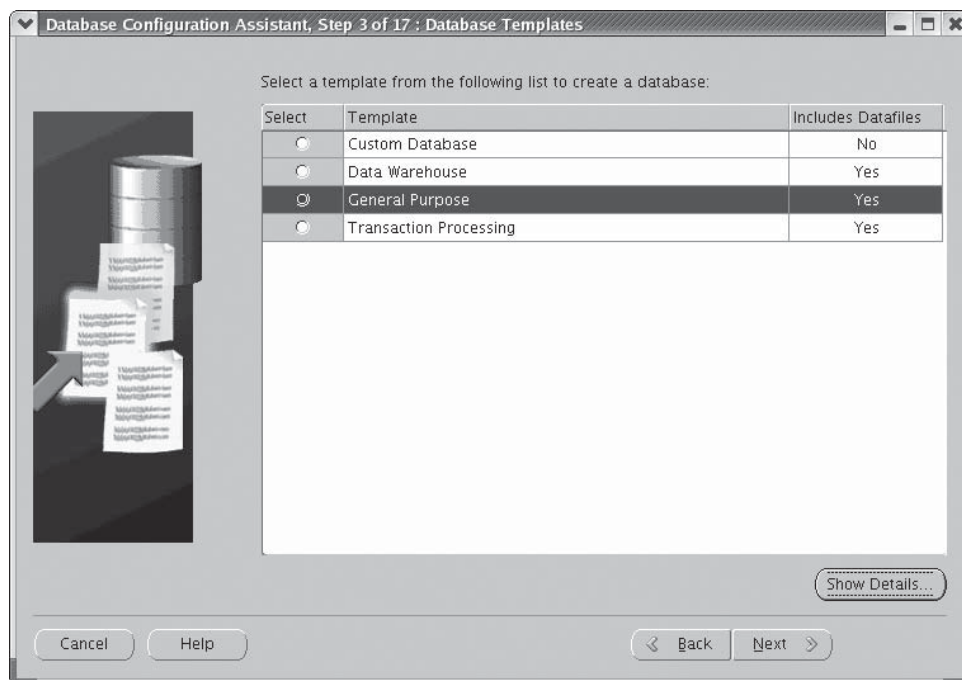 Database Configuration Assistant, Step 3 of 17 : Database Templates
Select a template from the following list to create a database:
Select Template Includes Datafiles
Custom Database No
Data Warehouse Yes
General Purpose Yes
Transaction Processing Yes
Show Details...
Cancel Help Back Next